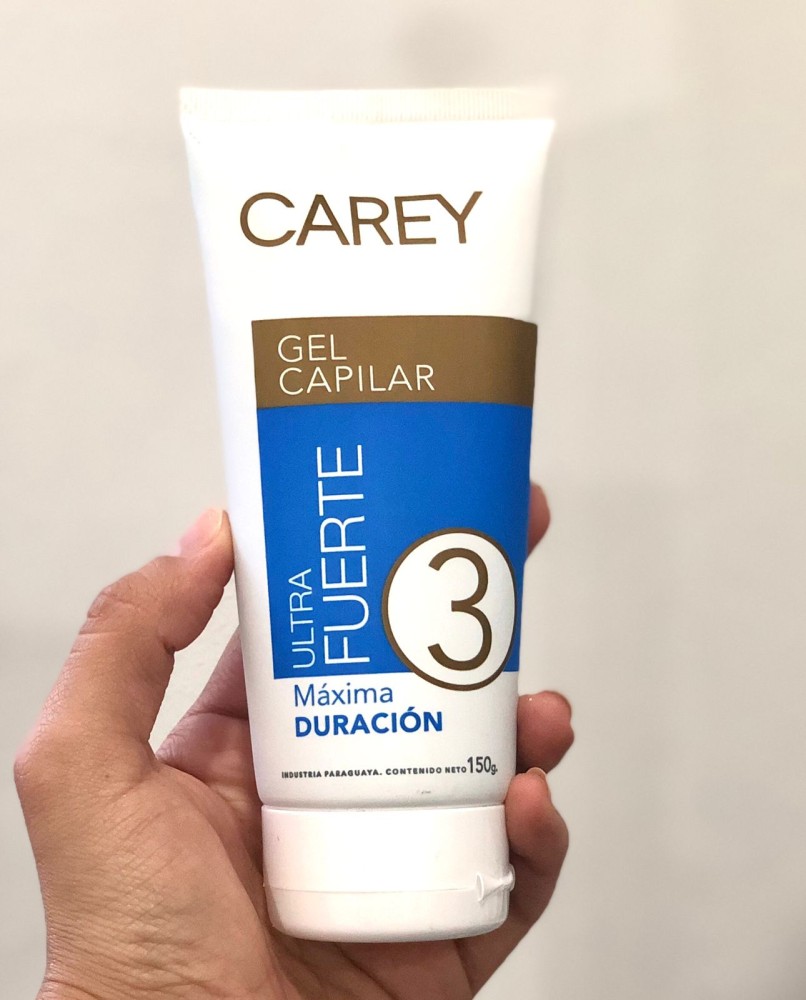 CAREY
GEL
CAPILAR
ULTRA
FUERTE
3
Máxima
DURACIÓN
INDUSTRIA PARAGUAYA. CONTENIDO NETO 150g.